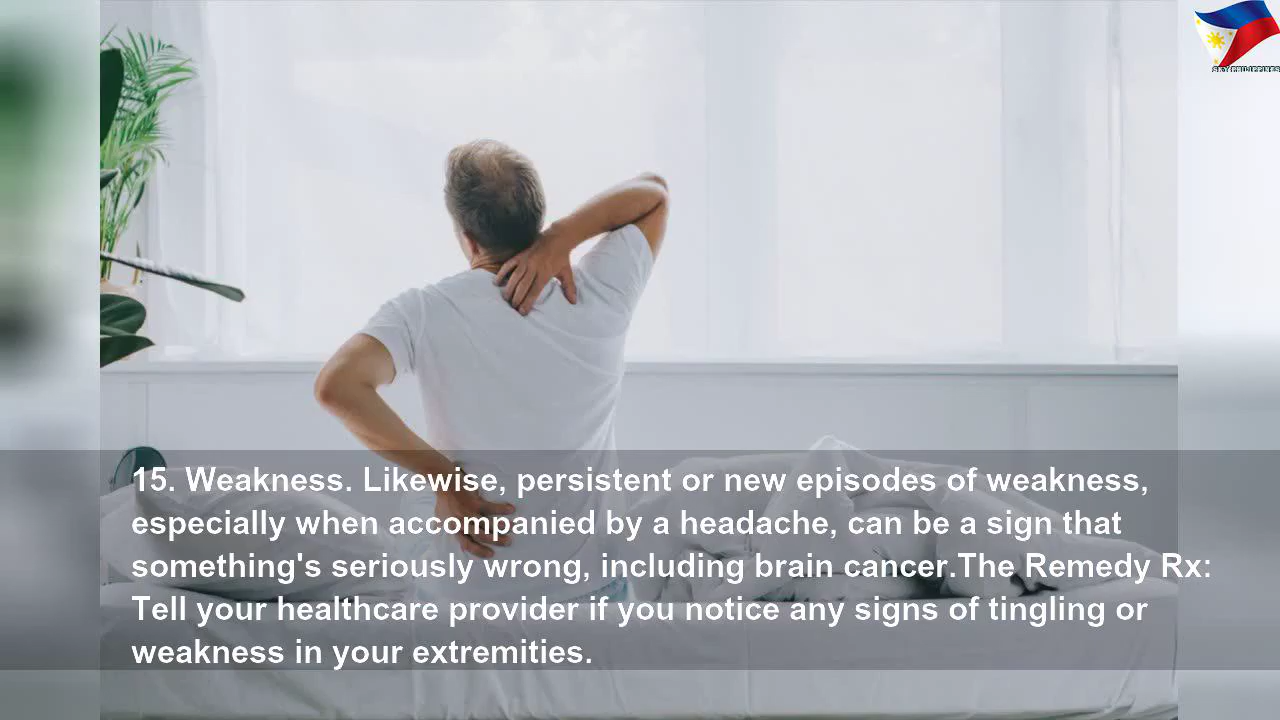 SKYPHILIPPINES
15. Weakness. Likewise, persistent or new episodes of weakness,
especially when accompanied by a headache, can be a sign that
something's seriously wrong, including brain cancer.The Remedy Rx:
Tell your healthcare provider if you notice any signs of tingling or
weakness in your extremities.